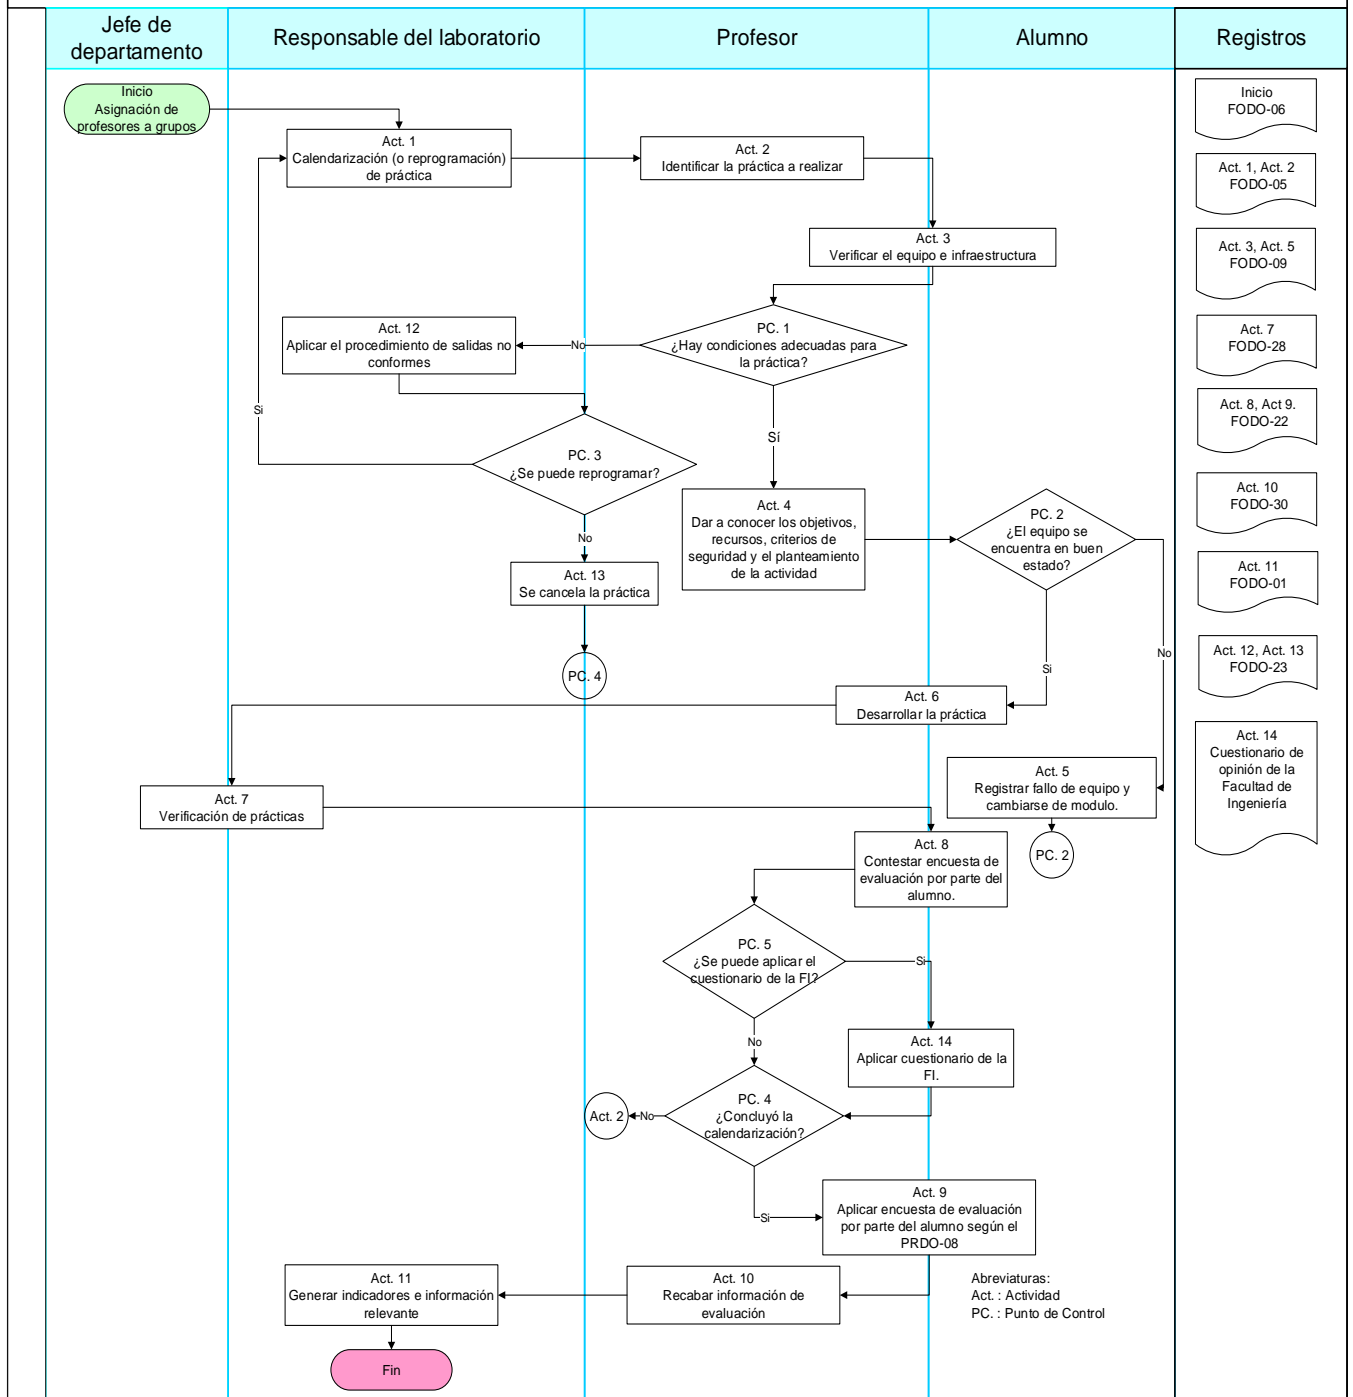 Jefe de
departamento
Responsable del laboratorio
Profesor
Alumno
Registros
Inicio
Asignación de
profesores a grupos
Act. 1
Calendarización (o reprogramación)
de práctica
Act. 2
Identificar la práctica a realizar
Act. 3
Verificar el equipo e infraestructura
PC. 1
¿Hay condiciones adecuadas para
la práctica?
No
Act. 12
Aplicar el procedimiento de salidas no
conformes
Si
Sí
PC. 3
¿Se puede reprogramar?
No
Act. 4
Dar a conocer los objetivos,
recursos, criterios de
seguridad y el planteamiento
de la actividad
PC. 2
¿El equipo se
encuentra en buen
estado?
Act. 13
Se cancela la práctica
PC. 4
Si
No
Act. 6
Desarrollar la práctica
Act. 5
Registrar fallo de equipo y
cambiarse de modulo.
PC. 2
Act. 7
Verificación de prácticas
Act. 8
Contestar encuesta de
evaluación por parte del
alumno.
PC. 5
¿Se puede aplicar el
cuestionario de la FI?
Si
No
Act. 14
Aplicar cuestionario de la
FI.
PC. 4
¿Concluyó la
calendarización?
No
Act. 2
Si
Act. 9
Aplicar encuesta de evaluación
por parte del alumno según el
PRDO-08
Act. 10
Recabar información de
evaluación
Act. 11
Generar indicadores e información
relevante
Fin
Abreviaturas:
Act. : Actividad
PC. : Punto de Control
Inicio
FODO-06
Act. 1, Act. 2
FODO-05
Act. 3, Act. 5
FODO-09
Act. 7
FODO-28
Act. 8, Act 9.
FODO-22
Act. 10
FODO-30
Act. 11
FODO-01
Act. 12, Act. 13
FODO-23
Act. 14
Cuestionario de
opinión de la
Facultad de
Ingeniería